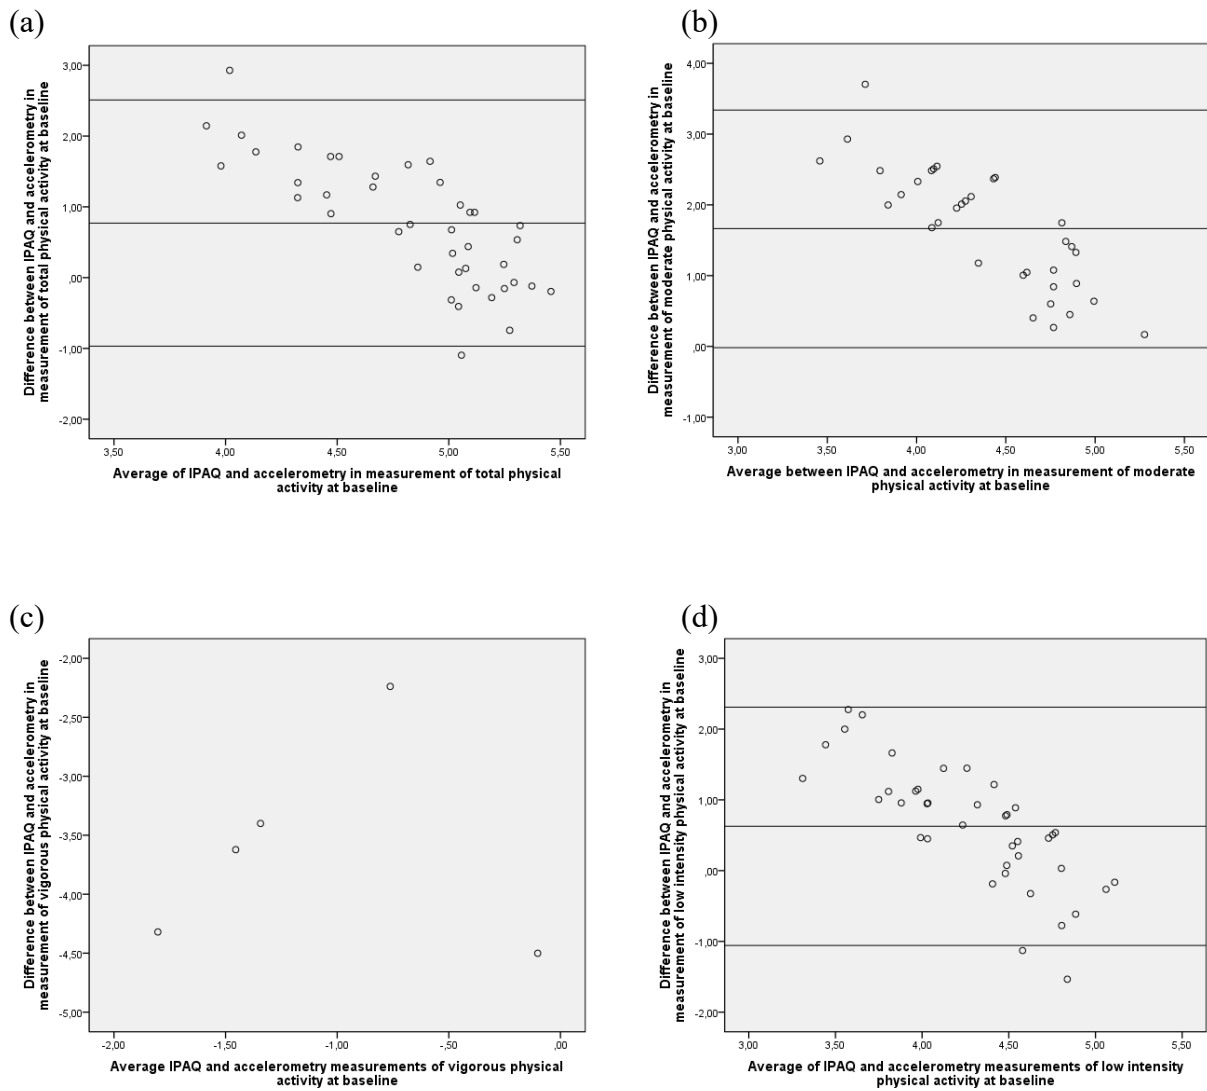 (a)
Difference between IPAQ and accelerometry in
measurement of total physical activity at baseline
3,00
2,00
1,00
,00
-1,00
-2,00
3,50
4,00
4,50
5,00
5,50
Average of IPAQ and accelerometry in measurement of total physical
activity at baseline
(b)
Difference between IPAQ and accelerometry in
measurement of moderate physical activity at baseline
4,00
3,00
2,00
1,00
,00
-1,00
3,00
3,50
4,00
4,50
5,00
5,50
Average between IPAQ and accelerometry in measurement of moderate
physical activity at baseline
(c)
Difference between IPAQ and accelerometry in
measurement of vigorous physical activity at baseline
-2,00
-2,50
-3,00
-3,50
-4,00
-4,50
-5,00
-2,00
-1,50
-1,00
-,50
,00
Average IPAQ and accelerometry measurements of vigorous physical
activity at baseline
(d)
Difference between IPAQ and accelerometry in
measurement of low intensity physical activity at baseline
3,00
2,00
1,00
,00
-1,00
-2,00
3,00
3,50
4,00
4,50
5,00
5,50
Average of IPAQ and accelerometry measurements of low intensity
physical activity at baseline